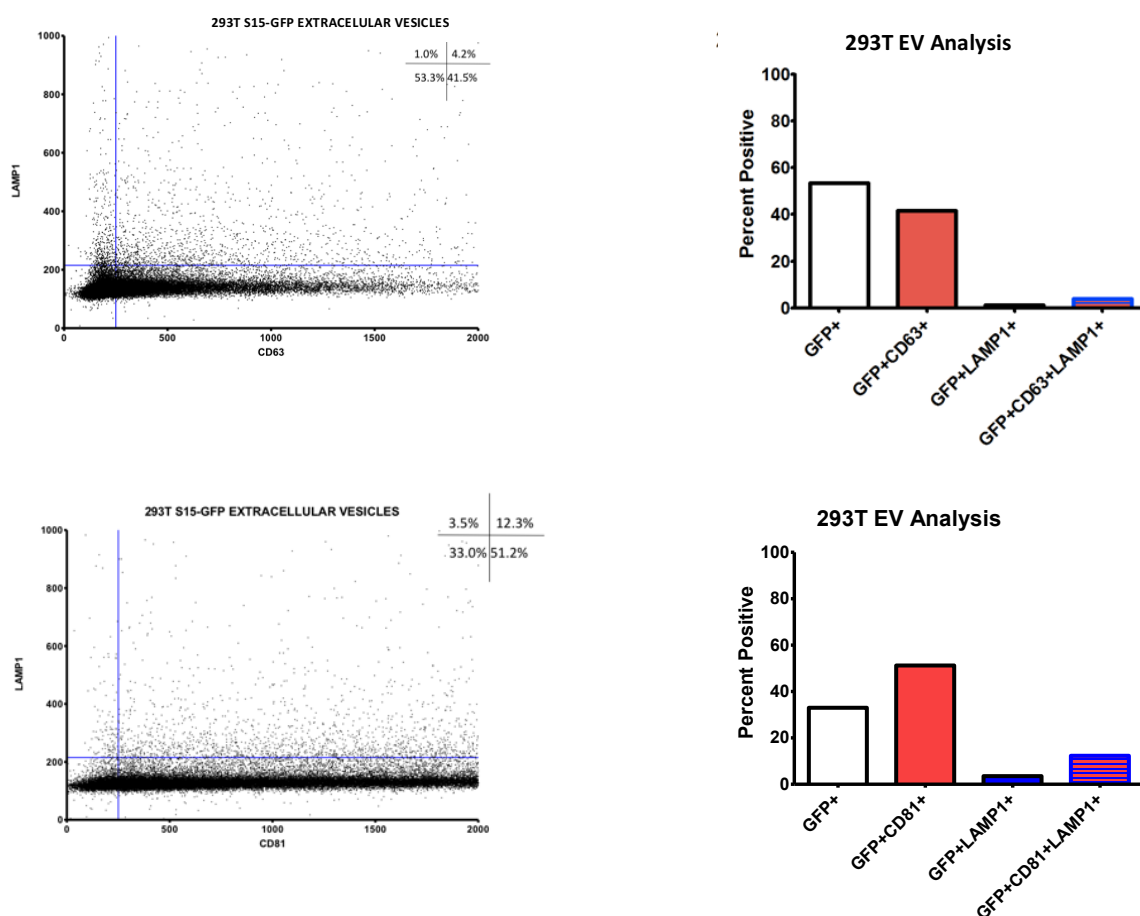 293T S15-GFP EXTRACELULAR VESICLES
1.0% 4.2%
53.3% 41.5%
1000
800
600
400
200
0
LAMP1
0 500 1000 1500 2000
CD63
293T EV Analysis
100
80
60
40
20
0
Percent Positive
GFP+
GFP+CD63+
GFP+LAMP1+
GFP+CD63+LAMP1+
293T S15-GFP EXTRACELLULAR VESICLES
3.5% 12.3%
33.0% 51.2%
1000
800
600
400
200
0
LAMP1
0 500 1000 1500 2000
CD81
293T EV Analysis
100
80
60
40
20
0
Percent Positive
GFP+
GFP+CD81+
GFP+LAMP1+
GFP+CD81+LAMP1+